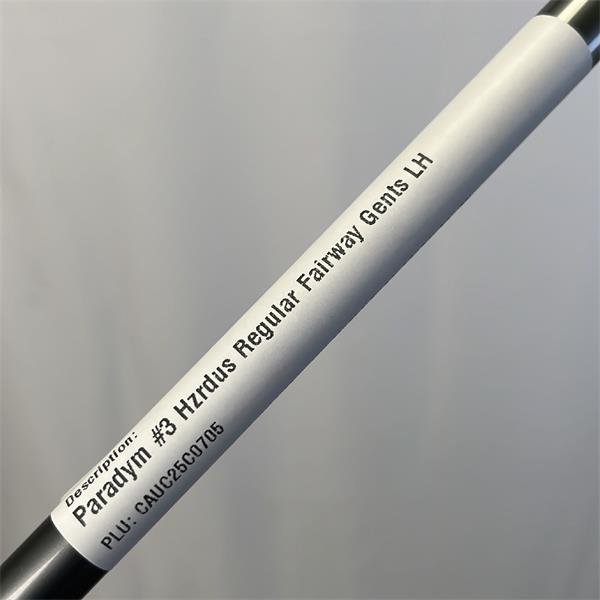 Description:
Paradym #3 Hzrdus Regular Fairway Gents LH
PLU: CAUC25C0705